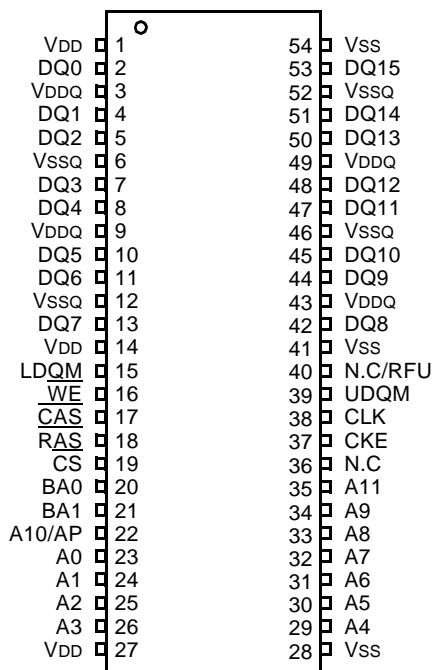 VDD 1 54 VSS
DQ0 2 53 DQ15
VDDQ 3 52 VSSQ
DQ1 4 51 DQ14
DQ2 5 50 DQ13
VSSQ 6 49 VDDQ
DQ3 7 48 DQ12
DQ4 8 47 DQ11
VDDQ 9 46 VSSQ
DQ5 10 45 DQ10
DQ6 11 44 DQ9
VSSQ 12 43 VDDQ
DQ7 13 42 DQ8
VDD 14 41 VSS
LDQM 15 40 N.C/RFU
WE 16 39 UDQM
CAS 17 38 CLK
RAS 18 37 CKE
CS 19 36 N.C
BA0 20 35 A11
BA1 21 34 A9
A10/AP 22 33 A8
A0 23 32 A7
A1 24 31 A6
A2 25 30 A5
A3 26 29 A4
VDD 27 28 VSS